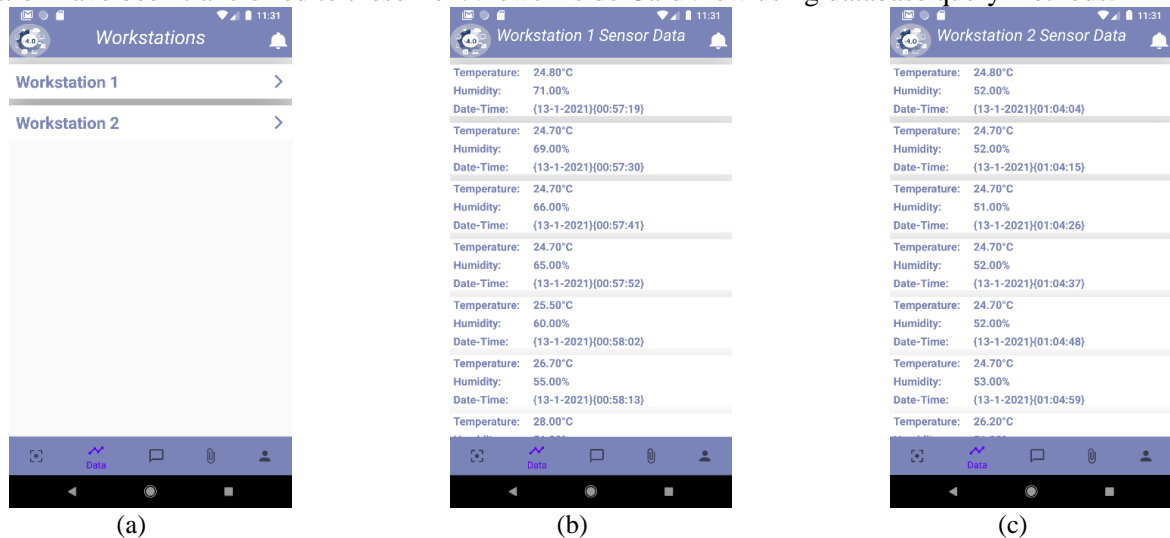 11:31
Workstations
Workstation 1
Workstation 2
Data
(a)
11:31
4.0
Workstation 1 Sensor Data
Temperature: 24.80°C
Humidity: 71.00%
Date-Time: {13-1-2021}{00:57:19}
Temperature: 24.70°C
Humidity: 69.00%
Date-Time: {13-1-2021}{00:57:30}
Temperature: 24.70°C
Humidity: 66.00%
Date-Time: {13-1-2021}{00:57:41}
Temperature: 24.70°C
Humidity: 65.00%
Date-Time: {13-1-2021}{00:57:52}
Temperature: 25.50°C
Humidity: 60.00%
Date-Time: {13-1-2021}{00:58:02}
Temperature: 26.70°C
Humidity: 55.00%
Date-Time: {13-1-2021}{00:58:13}
Temperature: 28.00°C
Data
(b)
11:31
4.0
Workstation 2 Sensor Data
Temperature: 24.80°C
Humidity: 52.00%
Date-Time: {13-1-2021}{01:04:04}
Temperature: 24.70°C
Humidity: 52.00%
Date-Time: {13-1-2021}{01:04:15}
Temperature: 24.70°C
Humidity: 51.00%
Date-Time: {13-1-2021}{01:04:26}
Temperature: 24.70°C
Humidity: 52.00%
Date-Time: {13-1-2021}{01:04:37}
Temperature: 24.70°C
Humidity: 52.00%
Date-Time: {13-1-2021}{01:04:48}
Temperature: 24.70°C
Humidity: 53.00%
Date-Time: {13-1-2021}{01:04:59}
Temperature: 26.20°C
Data
(c)